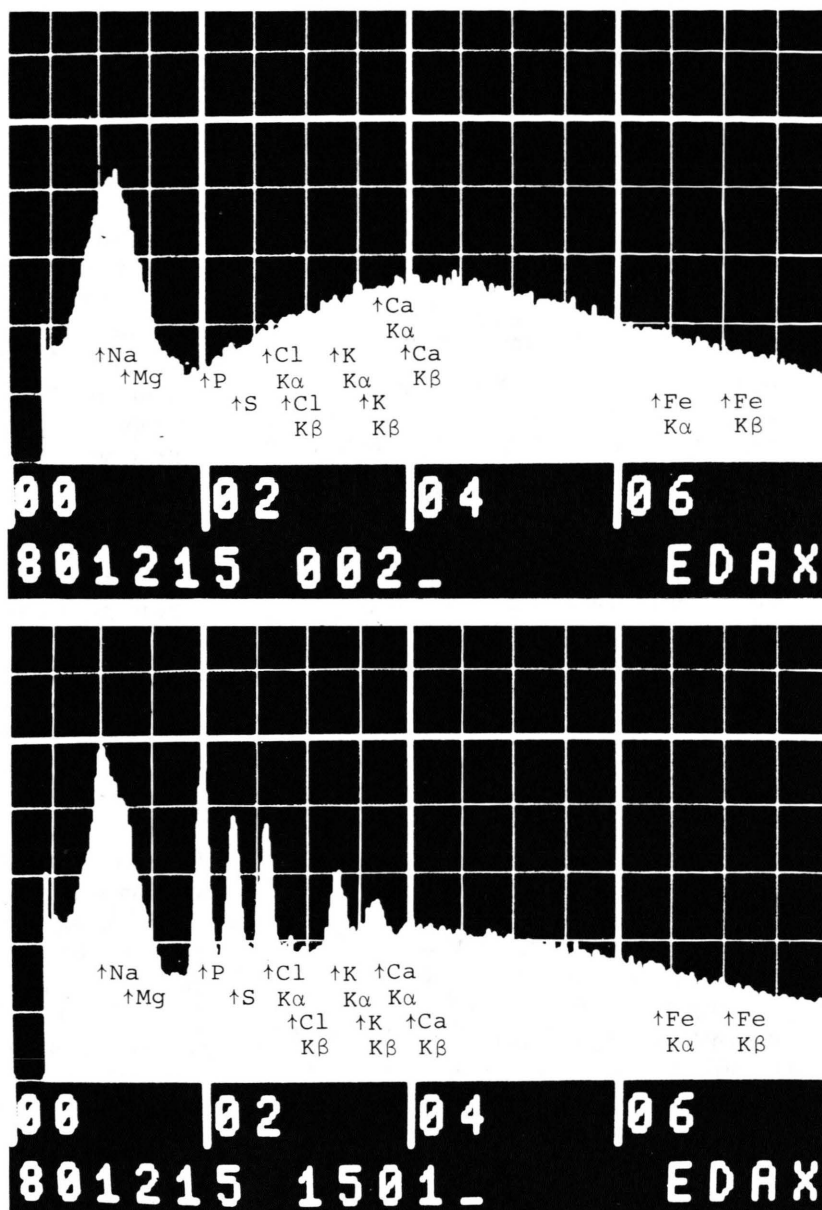 ↑Ca
Kα
↑Na ↑Cl ↑K ↑Ca
↑Mg ↑P Kα Kα Kβ
↑S ↑Cl ↑K ↑Fe ↑Fe
Kβ Kβ Kα Kβ
00 02 04 06
801215 002_ EDAX
↑Na ↑P ↑Cl ↑K ↑Ca
↑Mg ↑S Kα Kα Kα
↑Cl ↑K ↑Ca ↑Fe ↑Fe
Kβ Kβ Kβ Kα Kβ
00 02 04 06
801215 1501_ EDAX